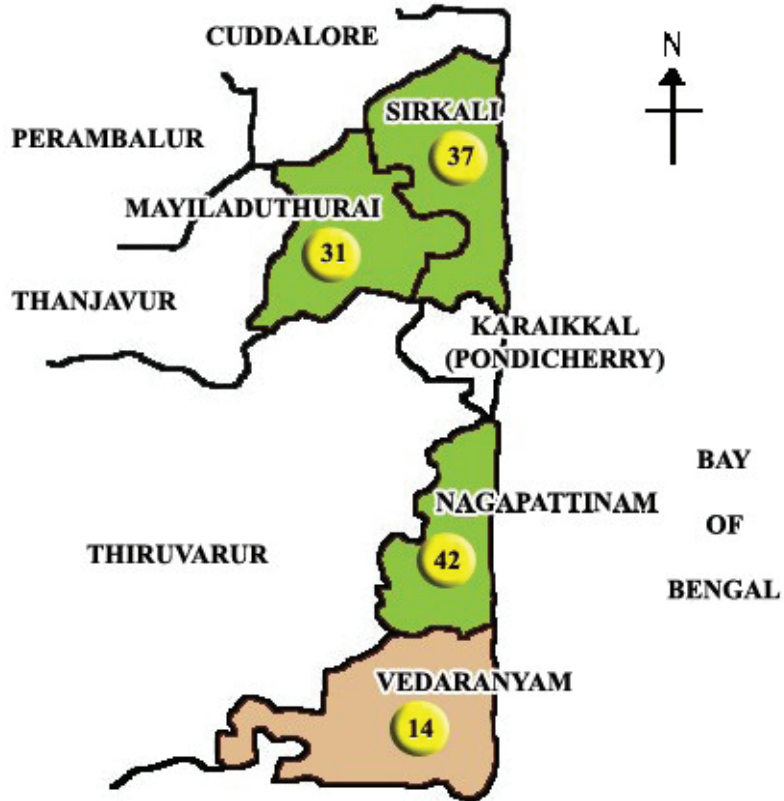 CUDDALORE
N
SIRKALI
PERAMBALUR
37
MAYILADUTHURAI
31
THANJAVUR
KARAIKKAL
(PONDICHERRY)
BAY
NAGAPATTINAM
OF
THIRUVARUR
42
BENGAL
VEDARANYAM
14